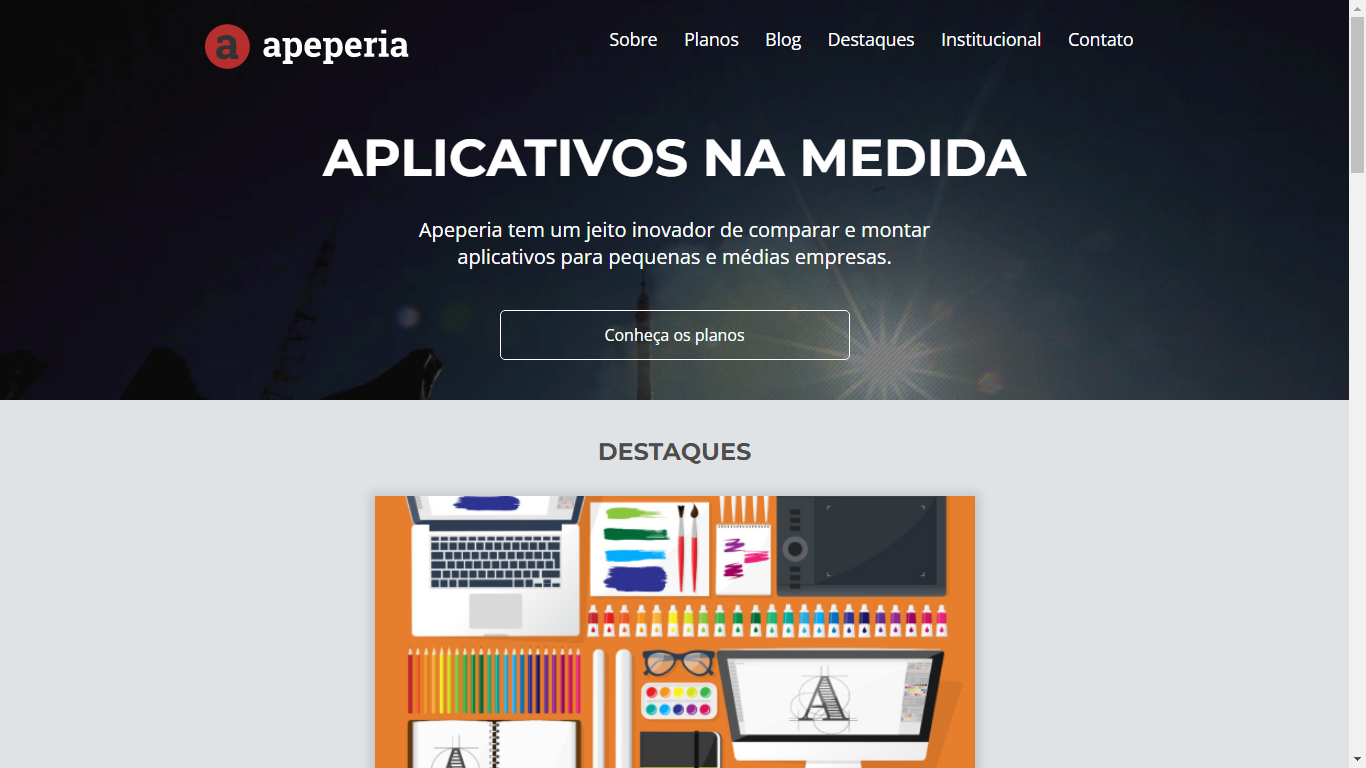 a apeperia
Sobre Planos Blog Destaques Institucional Contato
APLICATIVOS NA MEDIDA
Apeperia tem um jeito inovador de comparar e montar
aplicativos para pequenas e médias empresas.
Conheça os planos
DESTAQUES
A
A